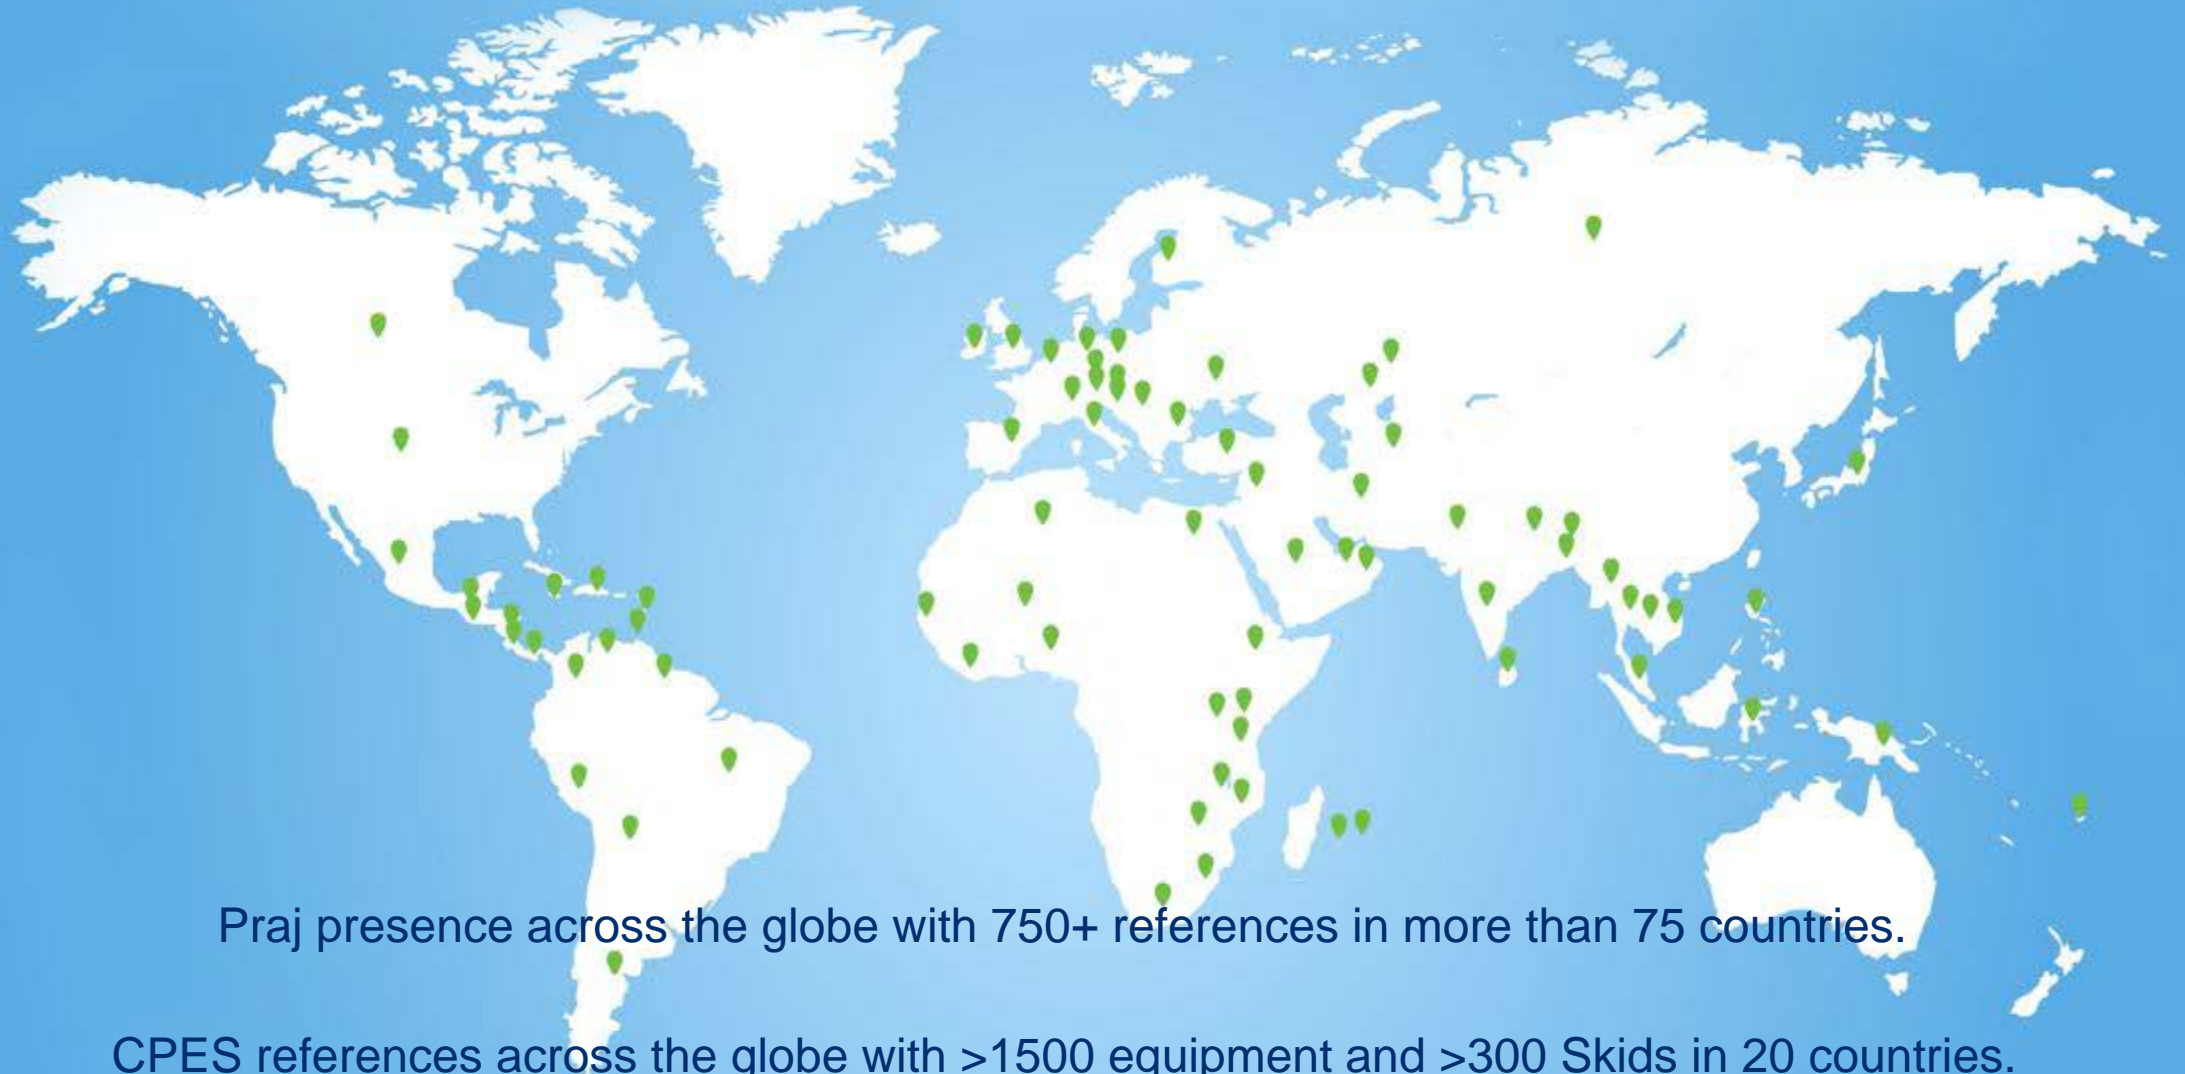 Praj presence across the globe with 750+ references in more than 75 countries.
CPES references across the globe with >1500 equipment and >300 Skids in 20 countries.